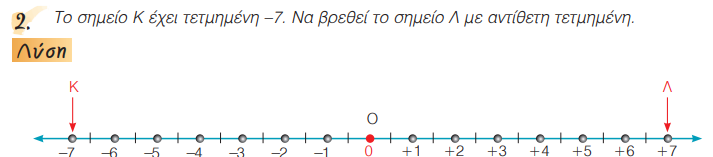 2. Το σημείο Κ έχει τετμημένη –7. Να βρεθεί το σημείο Λ με αντίθετη τετμημένη.
Λύση
Κ Λ
Ο
–7 –6 –5 –4 –3 –2 –1 0 +1 +2 +3 +4 +5 +6 +7